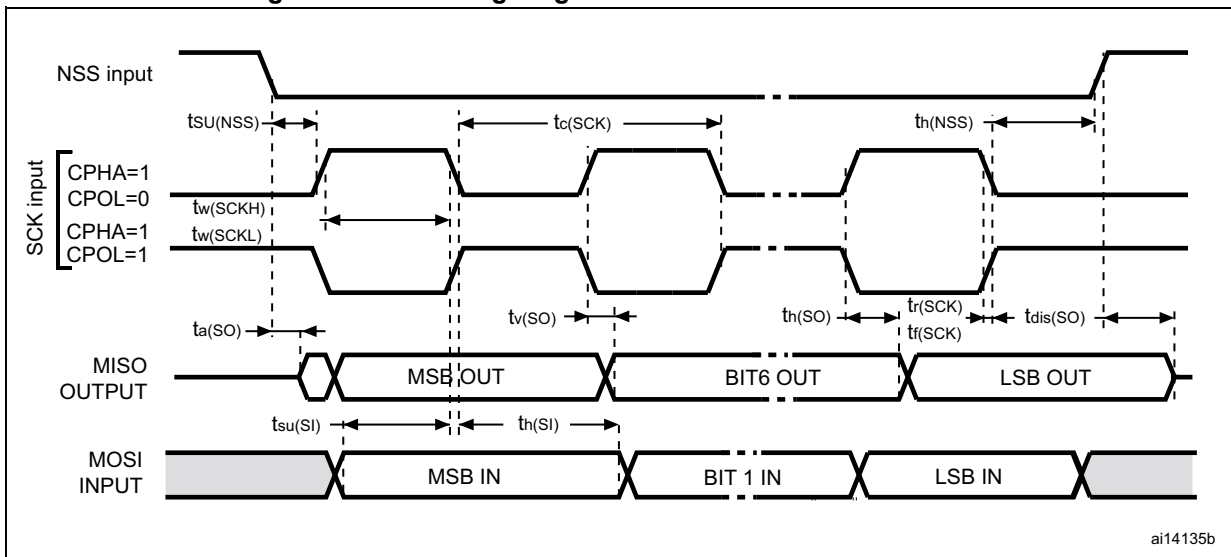 NSS input
tSU(NSS)
tc(SCK)
th(NSS)
SCK input
CPHA=1
CPOL=0
tw(SCKH)
CPHA=1
tw(SCKL)
CPOL=1
ta(SO)
tv(SO)
th(SO)
tr(SCK)
tf(SCK)
tdis(SO)
MISO
OUTPUT
MSB OUT
BIT6 OUT
LSB OUT
tsu(SI)
th(SI)
MOSI
INPUT
MSB IN
BIT 1 IN
LSB IN
ai14135b